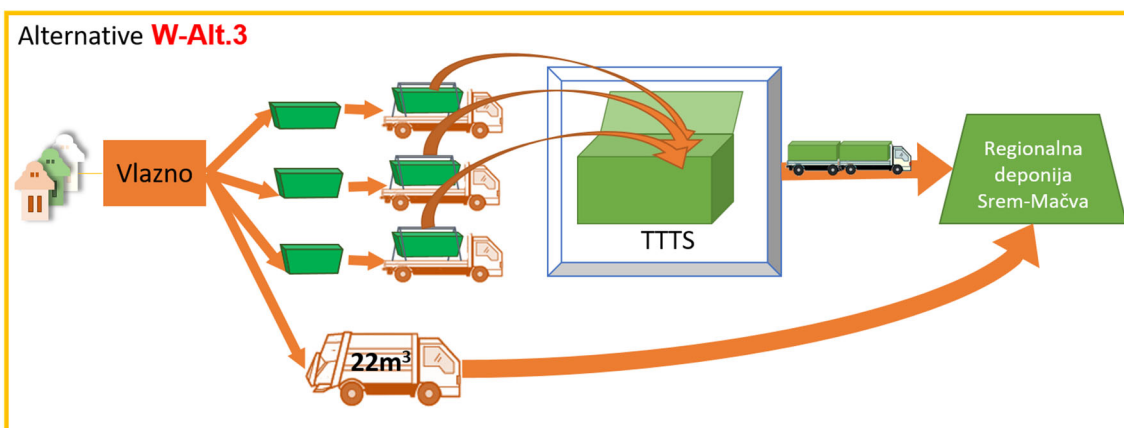 Alternative W-Alt.3
Vlazno
TTTS
Regionalna
deponija
Srem-Mačva
22m³